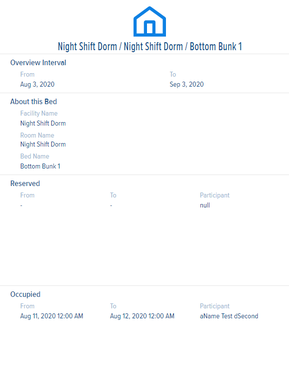 Night Shift Dorm / Night Shift Dorm / Bottom Bunk 1
Overview Interval
From To
Aug 3, 2020 Sep 3, 2020
About this Bed
Facility Name
Night Shift Dorm
Room Name
Night Shift Dorm
Bed Name
Bottom Bunk 1
Reserved
From To Participant
- - null
Occupied
From To Participant
Aug 11, 2020 12:00 AM Aug 12, 2020 12:00 AM aName Test dSecond